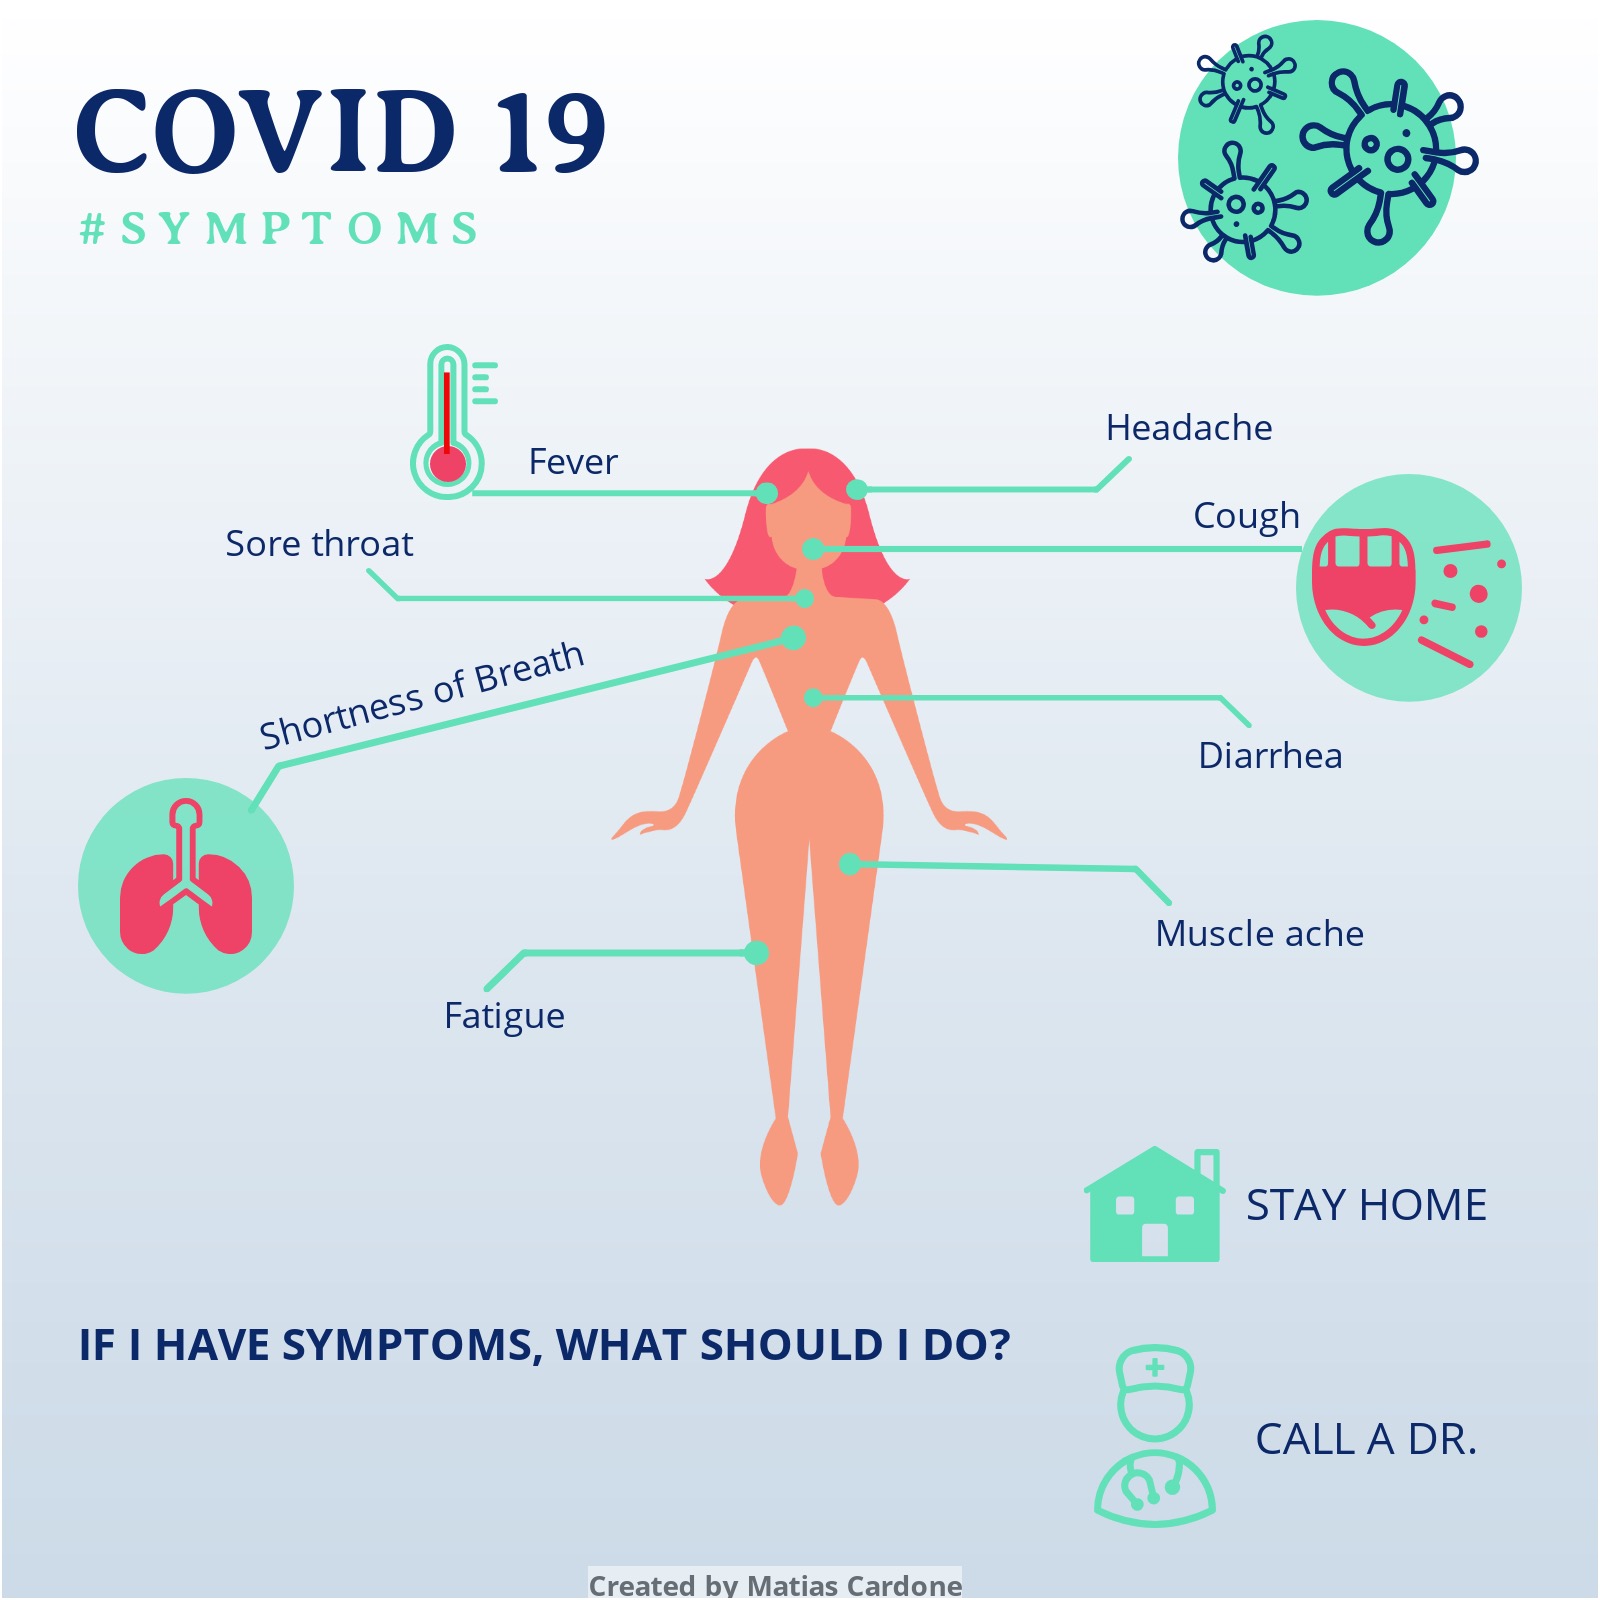 COVID 19
#SYMPTOMS
Fever
Headache
Cough
Sore throat
Shortness of Breath
Diarrhea
Muscle ache
Fatigue
STAY HOME
IF I HAVE SYMPTOMS, WHAT SHOULD I DO?
CALL A DR.
Created by Matias Cardone